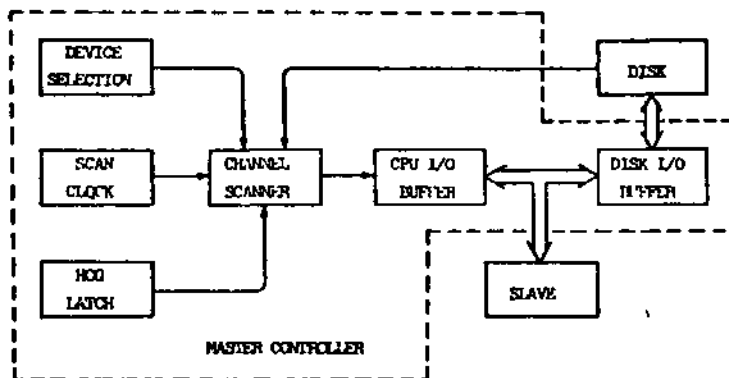 DEVICE
SELECTION
DISK
SCAN
CLOCK
CHANNEL
SCANNER
CPU I/O
BUFFER
DISK I/O
BUFFER
HOG
LATCH
SLAVE
MASTER CONTROLLER